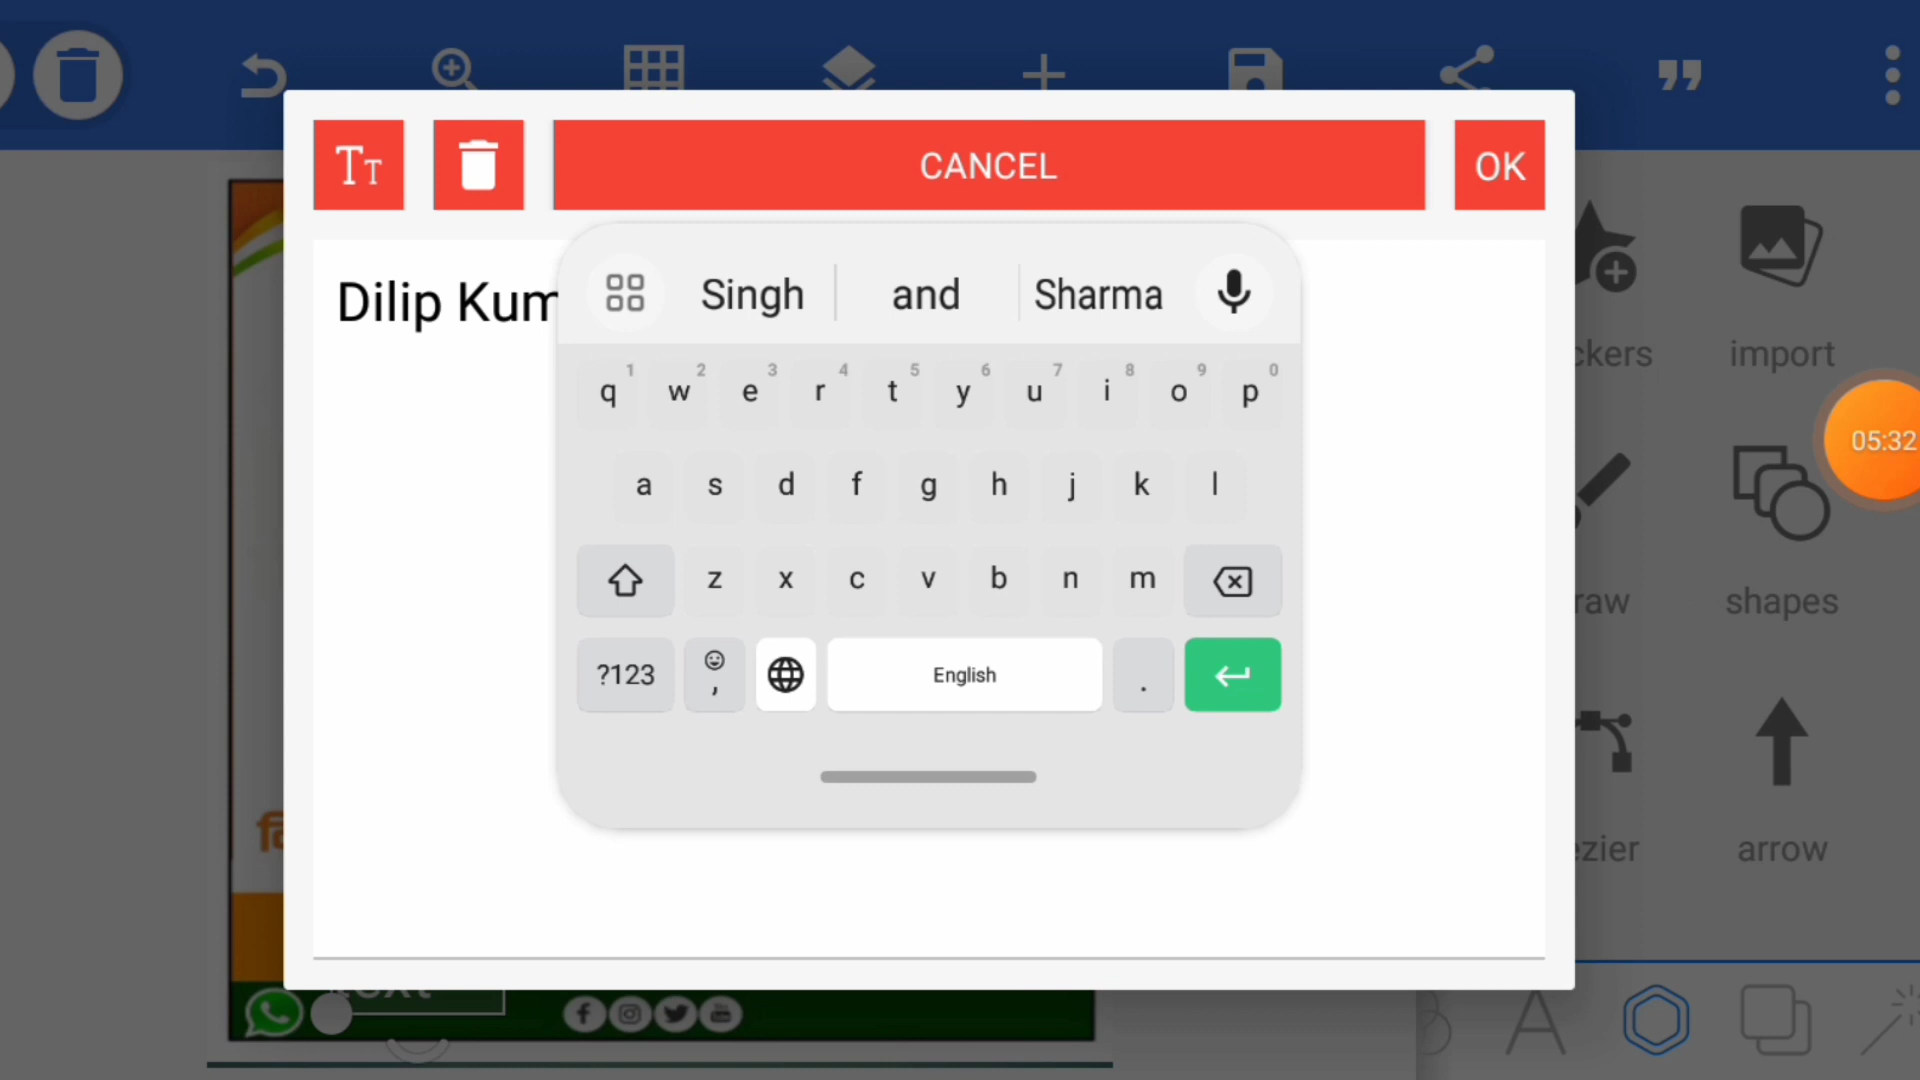 CANCEL
OK
Dilip Kum
Singh and Sharma
1 2 3 4 5 6 7 8 9 0
q w e r t y u i o p
a s d f g h j k l
z x c v b n m
?123 , English .
ckers import
05:32
raw shapes
ezier arrow